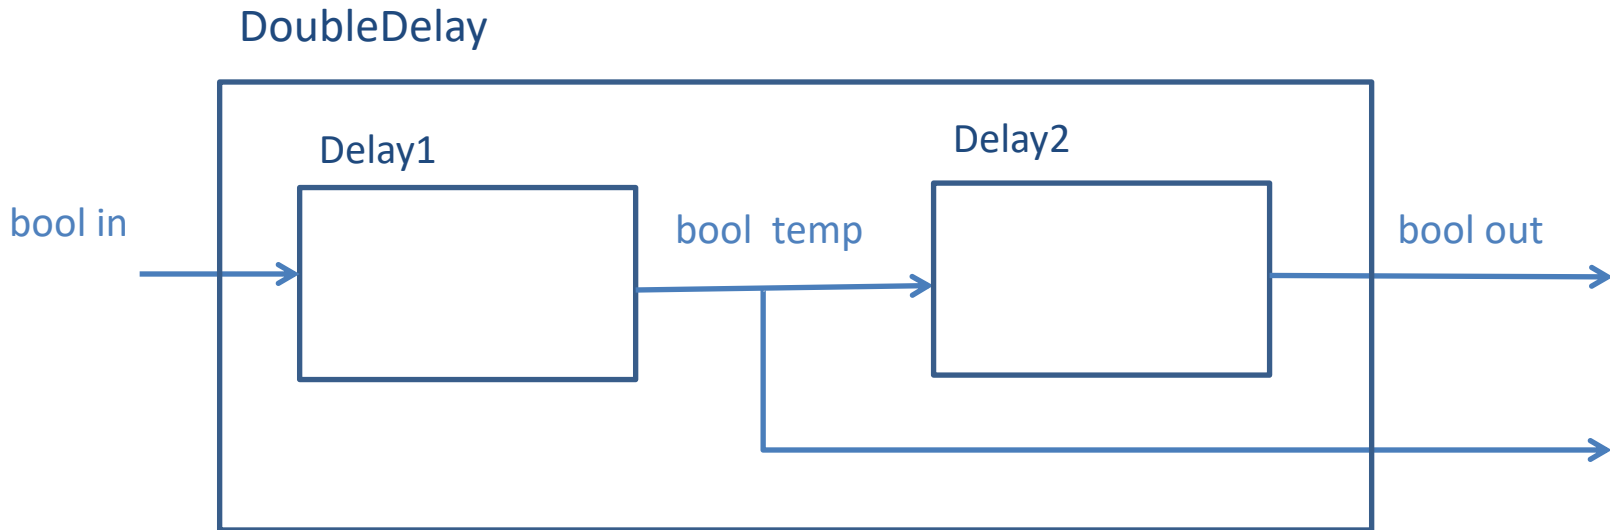 DoubleDelay
Delay1
Delay2
bool in
bool temp
bool out